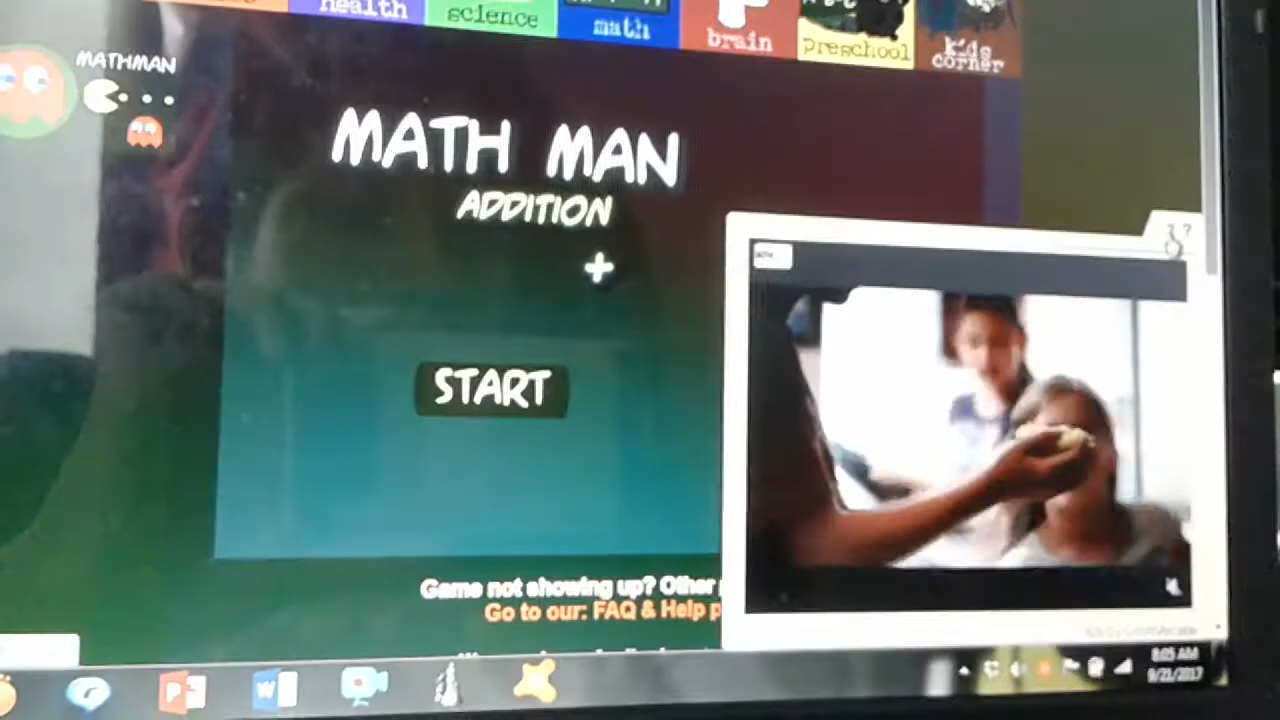 health
science
math
brain
preschool
kids
corner
MATHMAN
MATH MAN
ADDITION
+
START
Game not showing up? Other
Go to our: FAQ & Help p
8:05 AM
9/21/2017